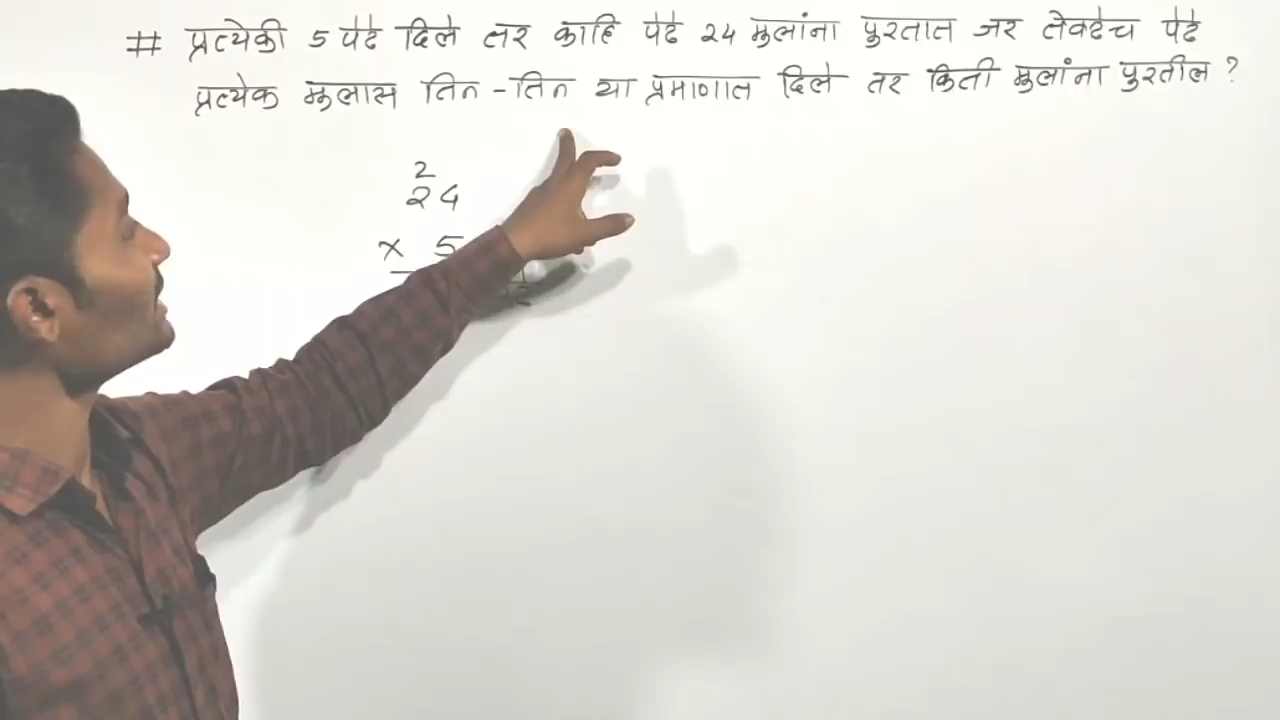 # प्रत्येकी 5 पेढे दिले तर काहि पेढे 24 मुलांना पुरतात जर तेवढेच पेढे
प्रत्येक मुलास तिन - तिन या प्रमाणात दिले तर किती मुलांना पुरतील ?
2
24
x 5